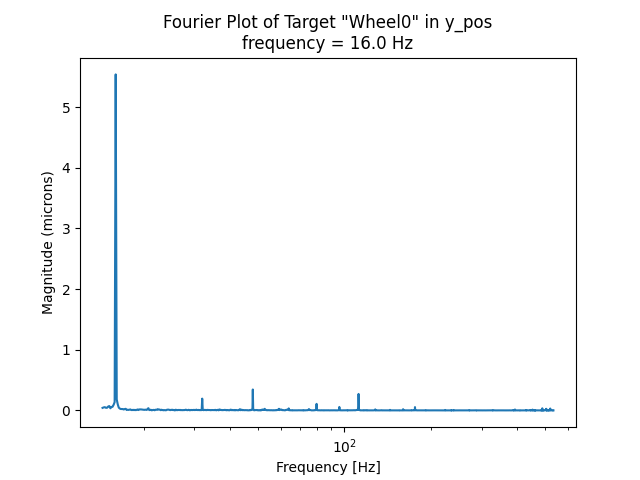 Fourier Plot of Target "Wheel0" in y_pos
frequency = 16.0 Hz
Magnitude (microns)
5
4
3
2
1
0
10²
Frequency [Hz]